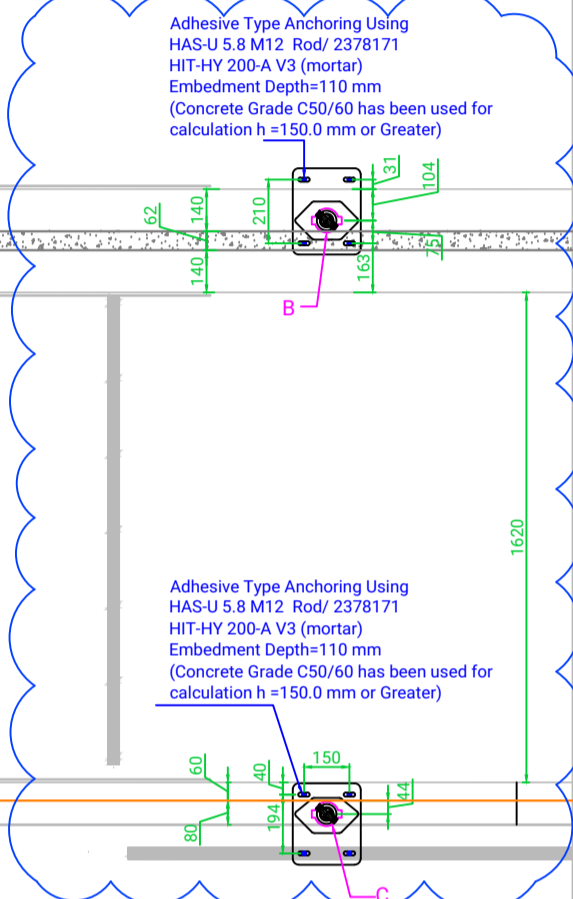 Adhesive Type Anchoring Using
HAS-U 5.8 M12 Rod/ 2378171
HIT-HY 200-A V3 (mortar)
Embedment Depth=110 mm
(Concrete Grade C50/60 has been used for
calculation h =150.0 mm or Greater)
31
104
62
140
210
75
140
163
B
1620
Adhesive Type Anchoring Using
HAS-U 5.8 M12 Rod/ 2378171
HIT-HY 200-A V3 (mortar)
Embedment Depth=110 mm
(Concrete Grade C50/60 has been used for
calculation h =150.0 mm or Greater)
150
60
40
44
80
194
C